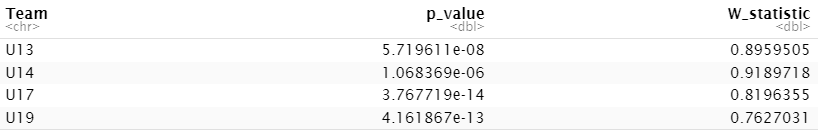 Team p_value W_statistic
<chr> <dbl> <dbl>
U13 5.719611e-08 0.8959505
U14 1.068369e-06 0.9189718
U17 3.767719e-14 0.8196355
U19 4.161867e-13 0.7627031